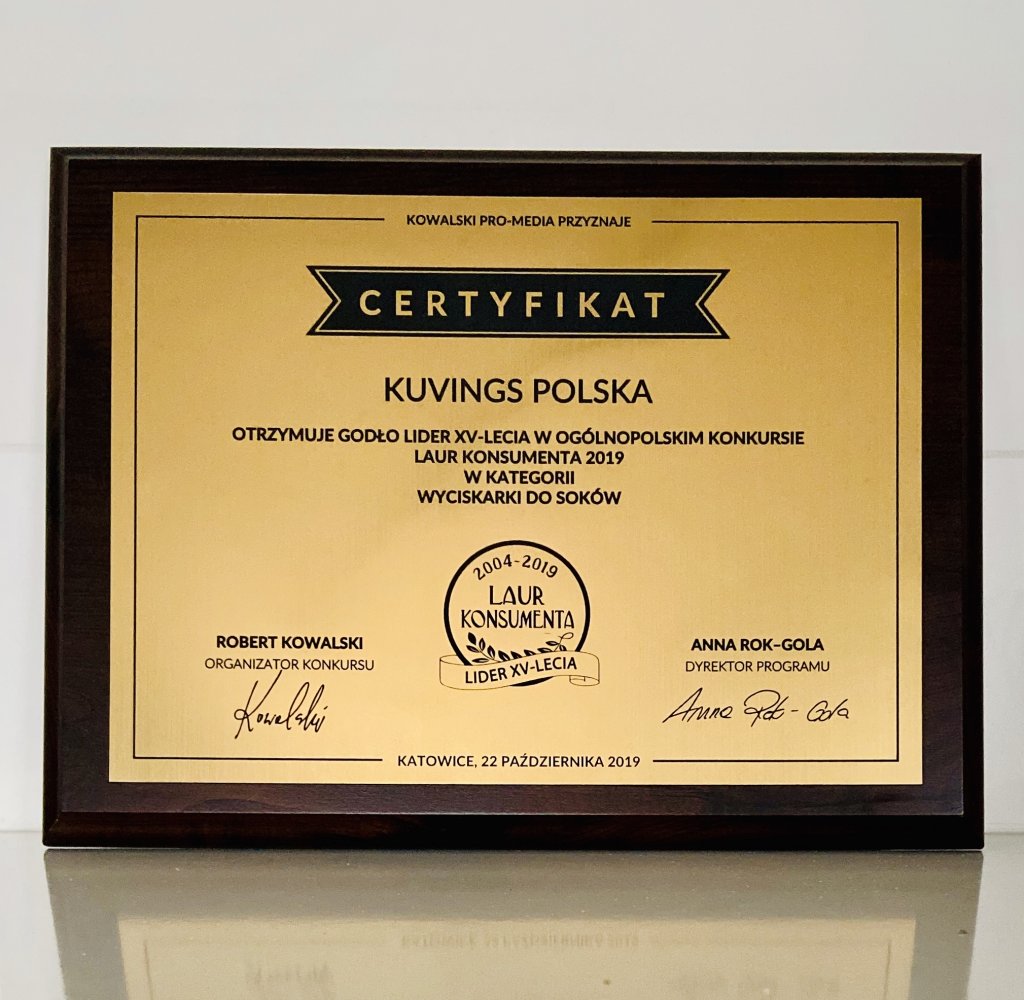 KOWALSKI PRO-MEDIA PRZYZNAJE
CERTYFIKAT
KUVINGS POLSKA
OTRZYMUJE GODŁO LIDER XV-LECIA W OGÓLNOPOLSKIM KONKURSIE
LAUR KONSUMENTA 2019
W KATEGORII
WYCISKARKI DO SOKÓW
2004-2019
LAUR
KONSUMENTA
LIDER XV-LECIA
ROBERT KOWALSKI
ORGANIZATOR KONKURSU
Kowalski
ANNA ROK-GOLA
DYREKTOR PROGRAMU
Anna Rok-Gola
KATOWICE, 22 PAŹDZIERNIKA 2019